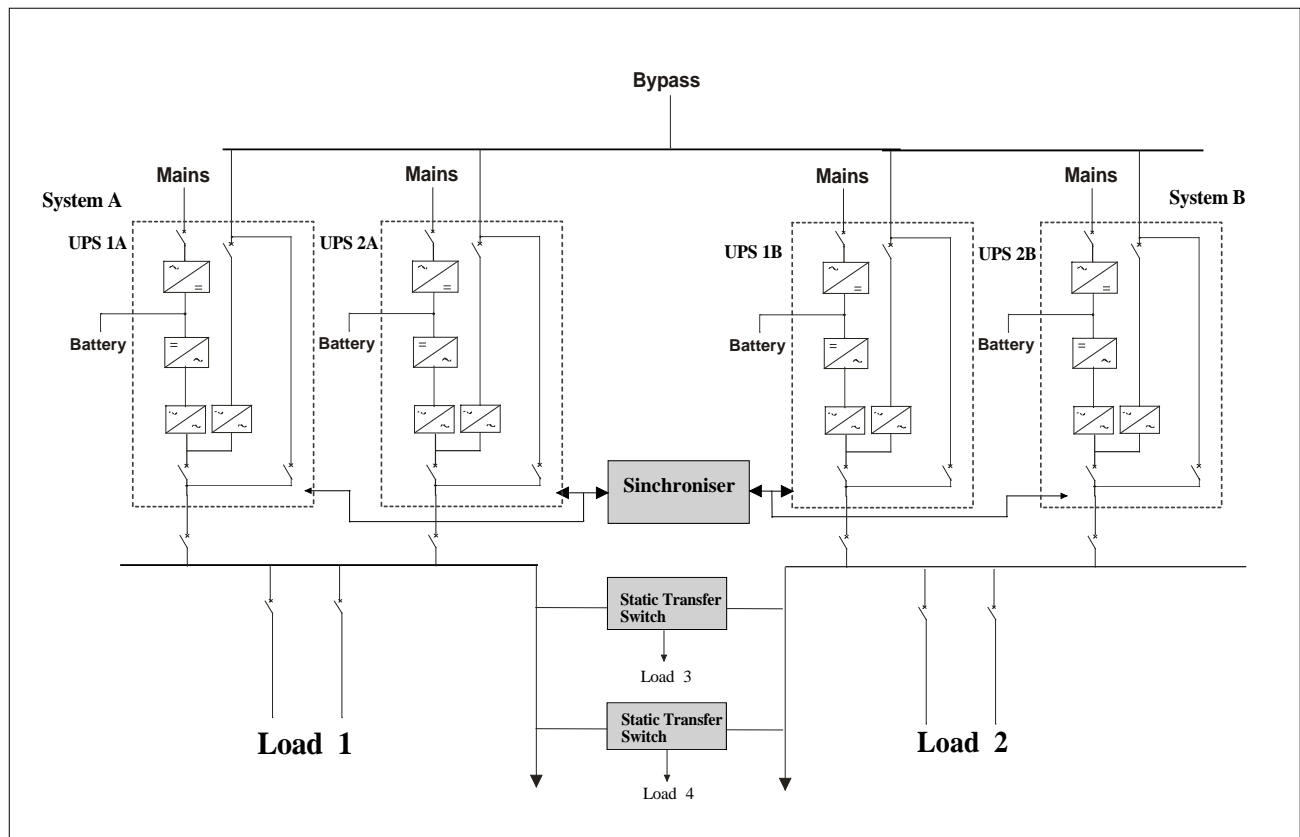 Bypass
Mains
Mains
Mains
Mains
System A
System B
UPS 1A
UPS 2A
UPS 1B
UPS 2B
Battery
Battery
Battery
Battery
Sinchroniser
Static Transfer
Switch
Load 3
Static Transfer
Switch
Load 4
Load 1
Load 2